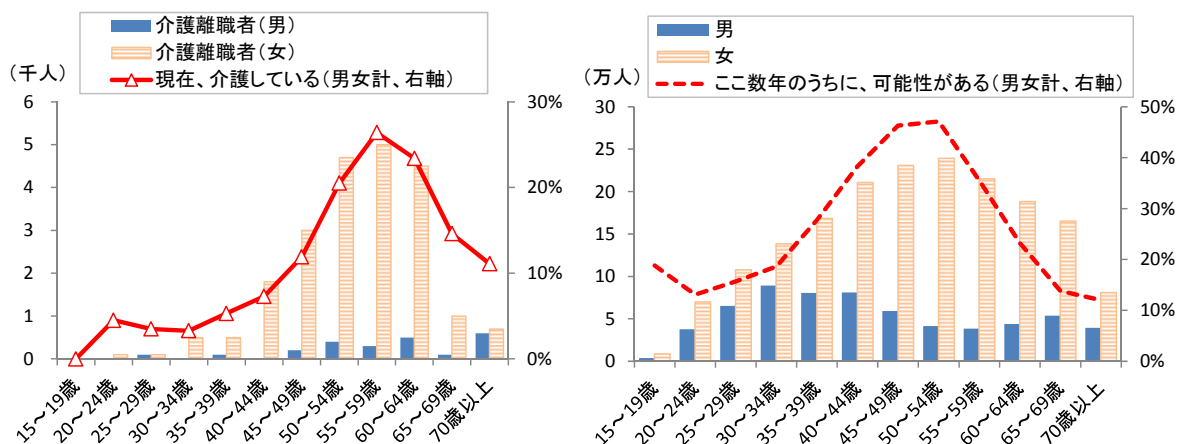 介護離職者(男)
介護離職者(女)
現在、介護している(男女計、右軸)
(千人)
6
5
4
3
2
1
0
30%
20%
10%
0%
15~19歳
20~24歳
25~29歳
30~34歳
35~39歳
40~44歳
45~49歳
50~54歳
55~59歳
60~64歳
65~69歳
70歳以上
男
女
ここ数年のうちに、可能性がある(男女計、右軸)
(万人)
30
25
20
15
10
5
0
50%
40%
30%
20%
10%
0%
15~19歳
20~24歳
25~29歳
30~34歳
35~39歳
40~44歳
45~49歳
50~54歳
55~59歳
60~64歳
65~69歳
70歳以上